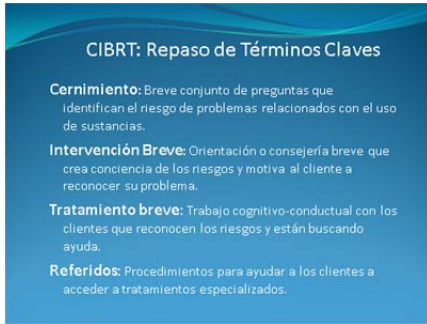 CIBRT: Repaso de Términos Claves
Cernimiento: Breve conjunto de preguntas que
identifican el riesgo de problemas relacionados con el uso
de sustancias.
Intervención Breve: Orientación o consejería breve que
crea conciencia de los riesgos y motiva al cliente a
reconocer su problema.
Tratamiento breve: Trabajo cognitivo-conductual con los
clientes que reconocen los riesgos y están buscando
ayuda.
Referidos: Procedimientos para ayudar a los clientes a
acceder a tratamientos especializados.